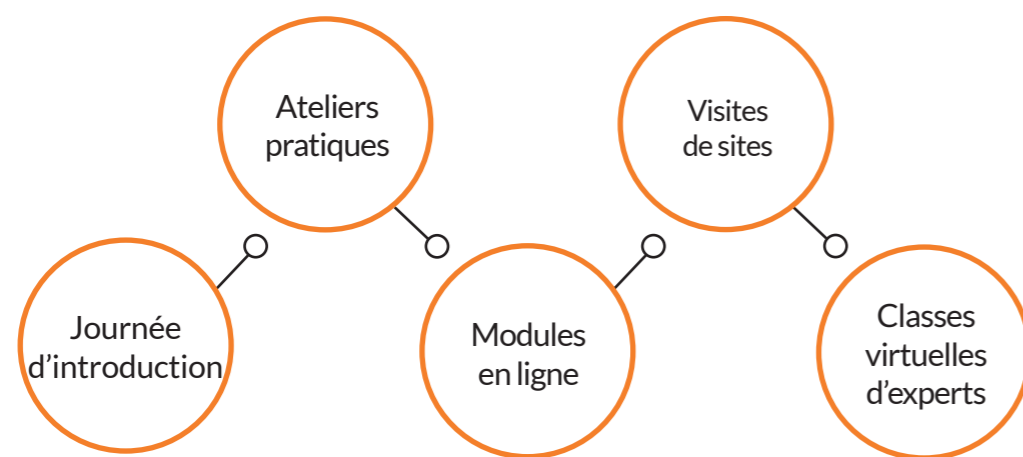 Journée
d’introduction
Ateliers
pratiques
Modules
en ligne
Visites
de sites
Classes
virtuelles
d’experts